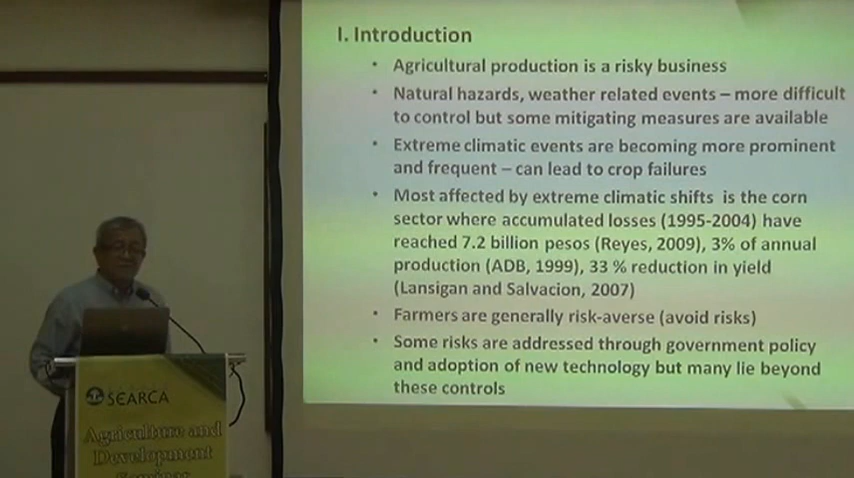 I. Introduction
• Agricultural production is a risky business
• Natural hazards, weather related events – more difficult
to control but some mitigating measures are available
• Extreme climatic events are becoming more prominent
and frequent – can lead to crop failures
• Most affected by extreme climatic shifts is the corn
sector where accumulated losses (1995-2004) have
reached 7.2 billion pesos (Reyes, 2009), 3% of annual
production (ADB, 1999), 33 % reduction in yield
(Lansigan and Salvacion, 2007)
• Farmers are generally risk-averse (avoid risks)
• Some risks are addressed through government policy
and adoption of new technology but many lie beyond
these controls
SEARCA
Agriculture and
Development
Seminar